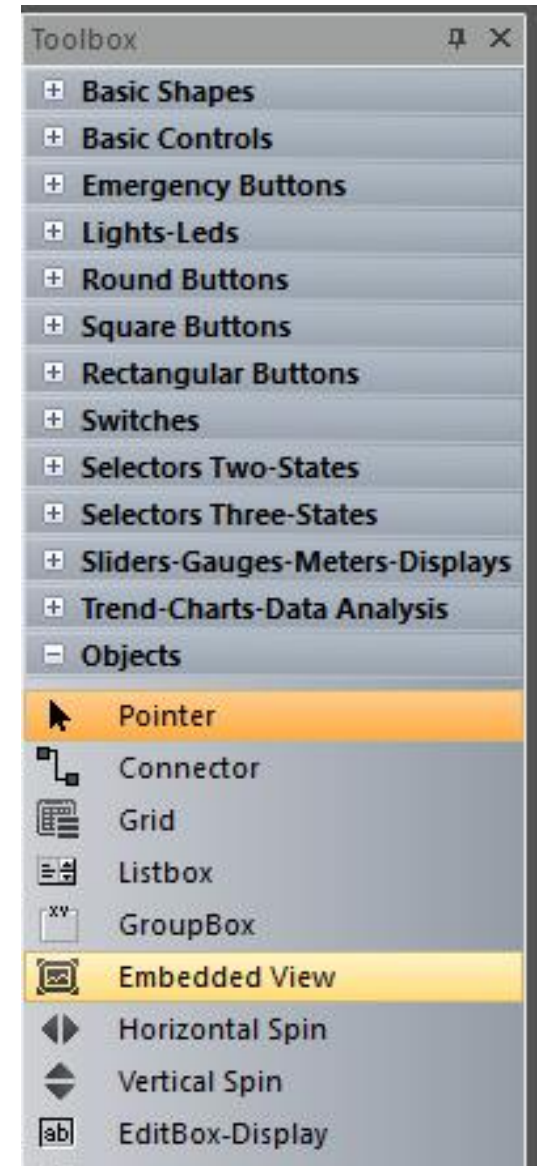 Toolbox
Basic Shapes
Basic Controls
Emergency Buttons
Lights-Leds
Round Buttons
Square Buttons
Rectangular Buttons
Switches
Selectors Two-States
Selectors Three-States
Sliders-Gauges-Meters-Displays
Trend-Charts-Data Analysis
Objects
Pointer
Connector
Grid
Listbox
XY
GroupBox
Embedded View
Horizontal Spin
Vertical Spin
ab EditBox-Display